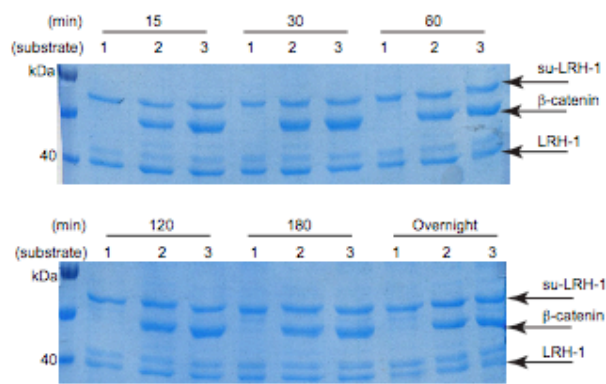 (min) 15 30 60
(substrate) 1 2 3 1 2 3 1 2 3
kDa
su-LRH-1
β-catenin
40
LRH-1
(min) 120 180 Overnight
(substrate) 1 2 3 1 2 3 1 2 3
kDa
su-LRH-1
β-catenin
40
LRH-1